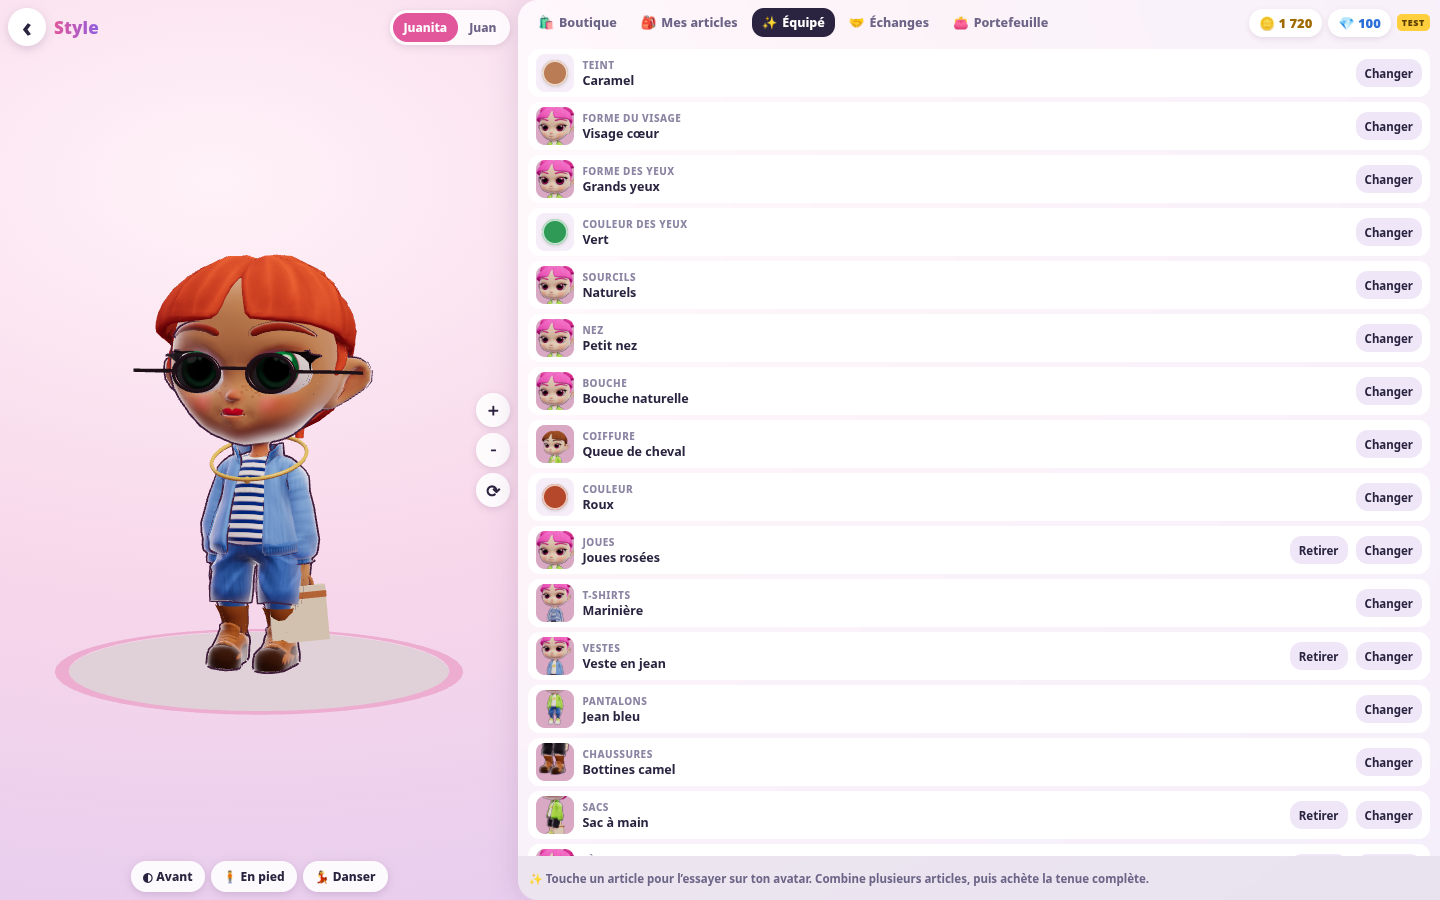 ‹ Style
Juanita Juan
Boutique Mes articles Équipé Échanges Portefeuille
1 720 100 TEST
TEINT
Caramel
Changer
FORME DU VISAGE
Visage cœur
Changer
FORME DES YEUX
Grands yeux
Changer
COULEUR DES YEUX
Vert
Changer
SOURCILS
Naturels
Changer
NEZ
Petit nez
Changer
BOUCHE
Bouche naturelle
Changer
COIFFURE
Queue de cheval
Changer
COULEUR
Roux
Changer
JOUES
Joues rosées
Retirer Changer
T-SHIRTS
Marinière
Changer
VESTES
Veste en jean
Retirer Changer
PANTALONS
Jean bleu
Changer
CHAUSSURES
Bottines camel
Changer
SACS
Sac à main
Retirer Changer
+
-
⟳
Avant En pied Danser
✨ Touche un article pour l'essayer sur ton avatar. Combine plusieurs articles, puis achète la tenue complète.